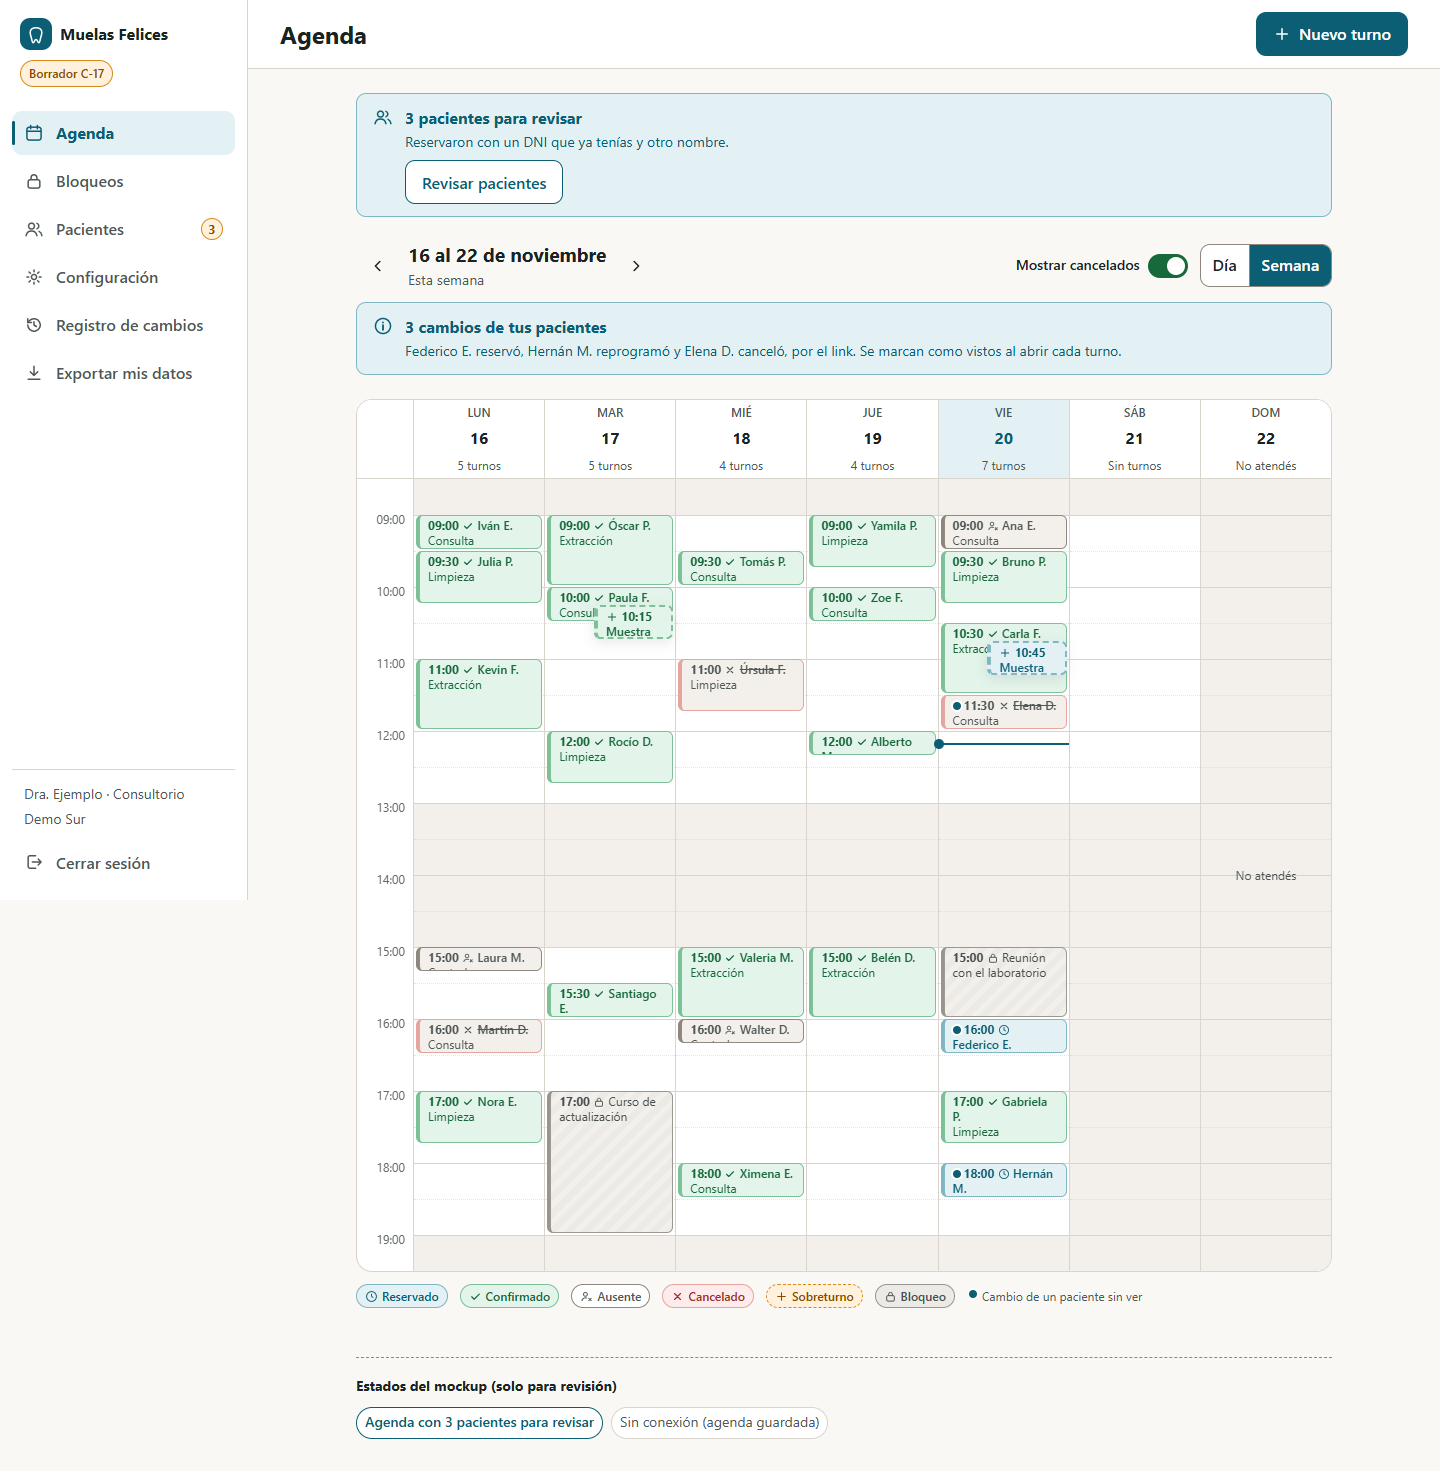 Muelas Felices
Borrador C-17
Agenda
Bloqueos
Pacientes
3
Configuración
Registro de cambios
Exportar mis datos
Dra. Ejemplo · Consultorio
Demo Sur
Cerrar sesión
Agenda
Nuevo turno
3 pacientes para revisar
Reservaron con un DNI que ya tenías y otro nombre.
Revisar pacientes
16 al 22 de noviembre
Esta semana
Mostrar cancelados
Día
Semana
3 cambios de tus pacientes
Federico E. reservó, Hernán M. reprogramó y Elena D. canceló, por el link. Se marcan como vistos al abrir cada turno.
LUN
16
5 turnos
MAR
17
5 turnos
MIÉ
18
4 turnos
JUE
19
4 turnos
VIE
20
7 turnos
SÁB
21
Sin turnos
DOM
22
No atendés
09:00
10:00
11:00
12:00
13:00
14:00
15:00
16:00
17:00
18:00
19:00
09:00 Iván E.
Consulta
09:30 Julia P.
Limpieza
11:00 Kevin F.
Extracción
15:00 Laura M.
16:00 Martín D.
Consulta
17:00 Nora E.
Limpieza
09:00 Óscar P.
Extracción
10:00 Paula F.
+ 10:15
Muestra
12:00 Rocío D.
Limpieza
15:30 Santiago
E.
17:00 Curso de
actualización
09:30 Tomás P.
Consulta
11:00 Úrsula F.
Limpieza
15:00 Valeria M.
Extracción
16:00 Walter D.
18:00 Ximena E.
Consulta
09:00 Yamila P.
Limpieza
10:00 Zoe F.
Consulta
12:00 Alberto
15:00 Belén D.
Extracción
09:00 Ana E.
Consulta
09:30 Bruno P.
Limpieza
10:30 Carla F.
+ 10:45
Muestra
11:30 Elena D.
Consulta
15:00 Reunión
con el laboratorio
16:00
Federico E.
17:00 Gabriela
P.
Limpieza
18:00 Hernán
M.
No atendés
Reservado
Confirmado
Ausente
Cancelado
Sobreturno
Bloqueo
Cambio de un paciente sin ver
Estados del mockup (solo para revisión)
Agenda con 3 pacientes para revisar
Sin conexión (agenda guardada)